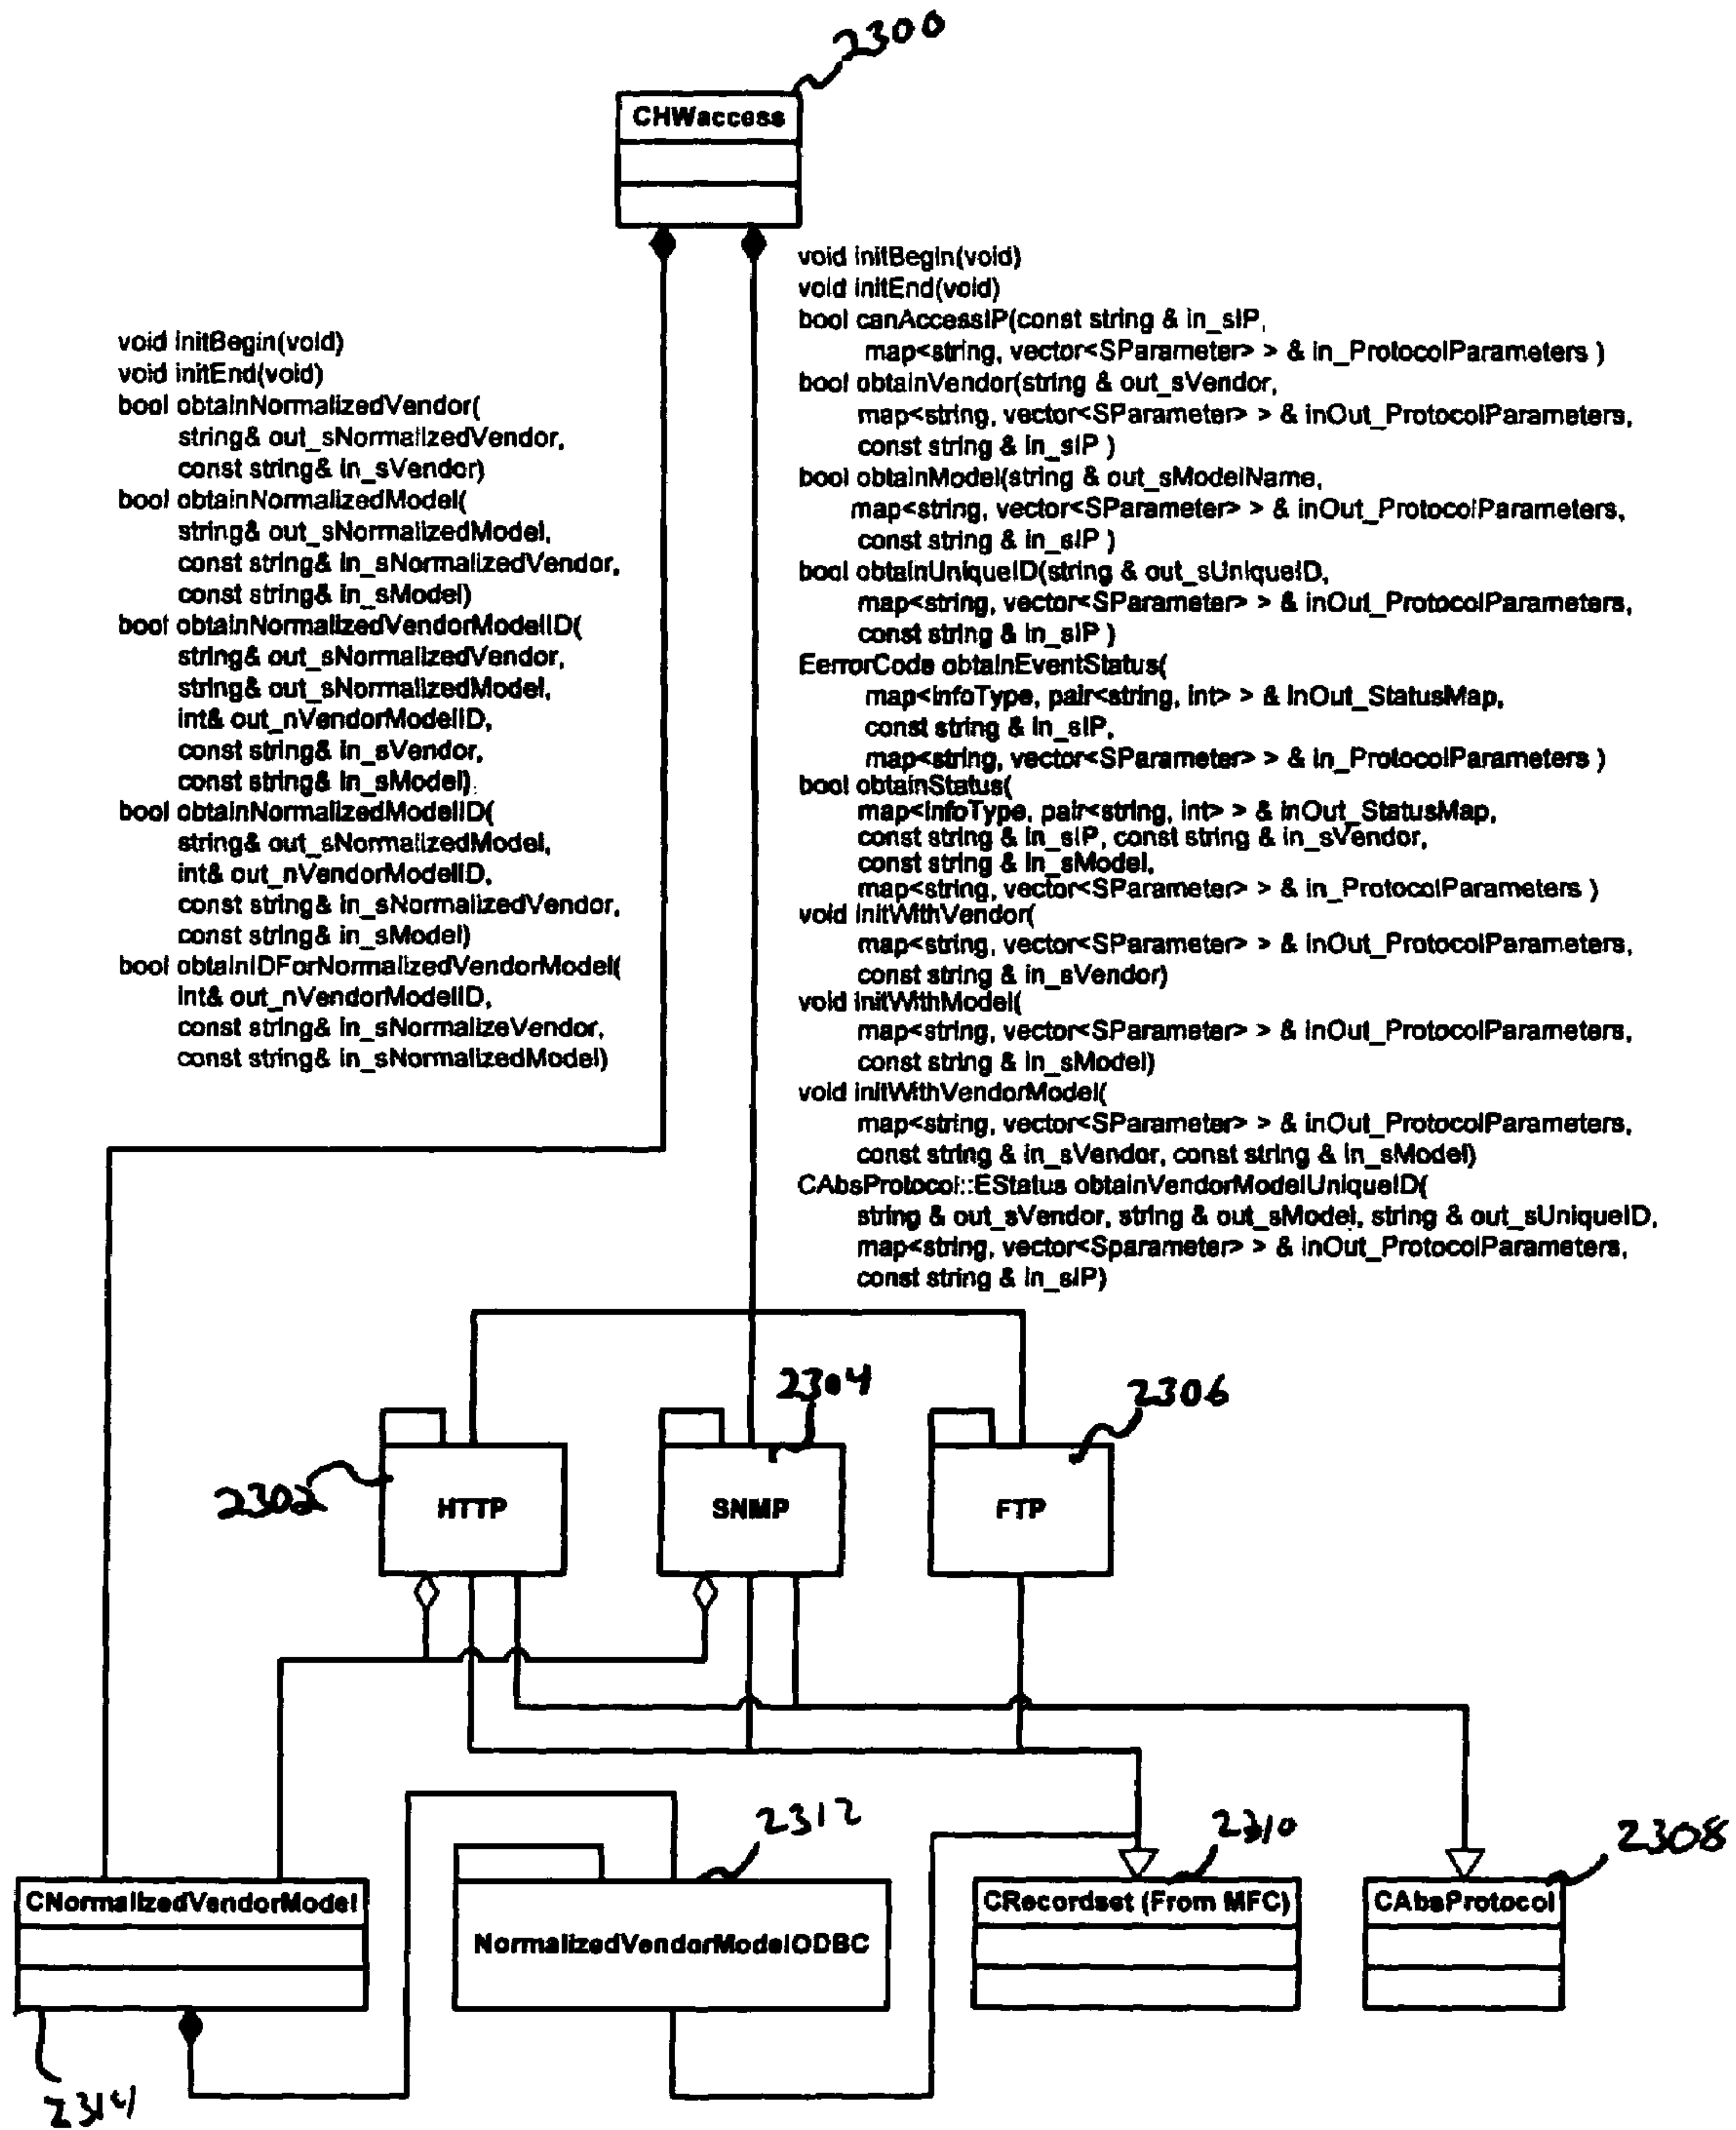 2300
CHWaccess
void initBegin(void)
void initEnd(void)
bool obtainNormalizedVendor(
string& out_sNormalizedVendor,
const string& in_sVendor)
bool obtainNormalizedModel(
string& out_sNormalizedModel,
const string& in_sNormalizedVendor,
const string& in_sModel)
bool obtainNormalizedVendorModelID(
string& out_sNormalizedVendor,
string& out_sNormalizedModel,
int& out_nVendorModelID,
const string& in_sVendor,
const string& in_sModel)
bool obtainNormalizedModelID(
string& out_sNormalizedModel,
int& out_nVendorModelID,
const string& in_sNormalizedVendor,
const string& in_sModel)
bool obtainIDForNormalizedVendorModel(
int& out_nVendorModelID,
const string& in_sNormalizeVendor,
const string& in_sNormalizedModel)
void initBegin(void)
void initEnd(void)
bool canAccessIP(const string & in_sIP,
map<string, vector<SParameter> > & in_ProtocolParameters )
bool obtainVendor(string & out_sVendor,
map<string, vector<SParameter> > & inOut_ProtocolParameters,
const string & in_sIP )
bool obtainModel(string & out_sModelName,
map<string, vector<SParameter> > & inOut_ProtocolParameters,
const string & in_sIP )
bool obtainUniqueID(string & out_sUniqueID,
map<string, vector<SParameter> > & inOut_ProtocolParameters,
const string & in_sIP )
EerrorCode obtainEventStatus(
map<infoType, pair<string, int> > & inOut_StatusMap,
const string & in_sIP,
map<string, vector<SParameter> > & in_ProtocolParameters )
bool obtainStatus(
map<infoType, pair<string, int> > & inOut_StatusMap,
const string & in_sIP, const string & in_sVendor,
const string & in_sModel,
map<string, vector<SParameter> > & in_ProtocolParameters )
void initWithVendor(
map<string, vector<SParameter> > & inOut_ProtocolParameters,
const string & in_sVendor)
void initWithModel(
map<string, vector<SParameter> > & inOut_ProtocolParameters,
const string & in_sModel)
void initWithVendorModel(
map<string, vector<SParameter> > & inOut_ProtocolParameters,
const string & in_sVendor, const string & in_sModel)
CAbsProtocol::EStatus obtainVendorModelUniqueID(
string & out_sVendor, string & out_sModel, string & out_sUniqueID,
map<string, vector<Sparameter> > & inOut_ProtocolParameters,
const string & in_sIP)
2304
2306
2302
HTTP
SNMP
FTP
2312
2310
2308
CNormalizedVendorModel
NormalizedVendorModelODBC
CRecordset (From MFC)
CAbsProtocol
2314